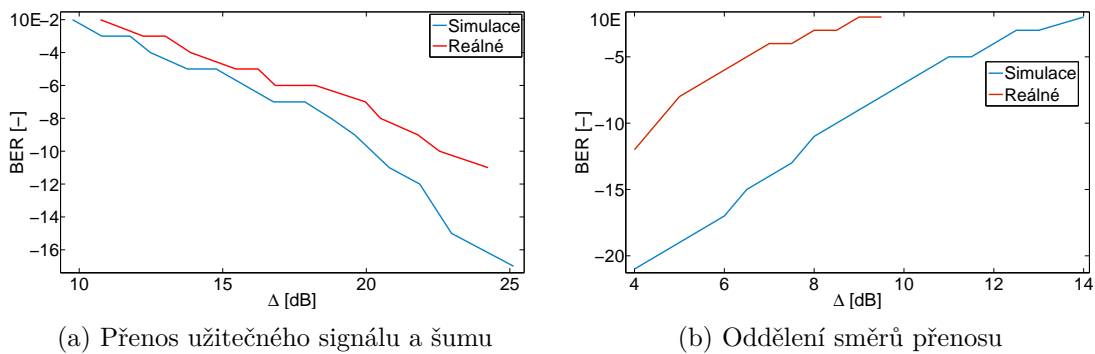 10E−2
−4
−6
−8
−10
−12
−14
−16
BER [−]
10
15
20
25
Δ [dB]
Simulace
Reálné
(a) Přenos užitečného signálu a šumu
10E
−5
−10
−15
−20
BER [−]
4
6
8
10
12
14
Δ [dB]
Simulace
Reálné
(b) Oddělení směrů přenosu